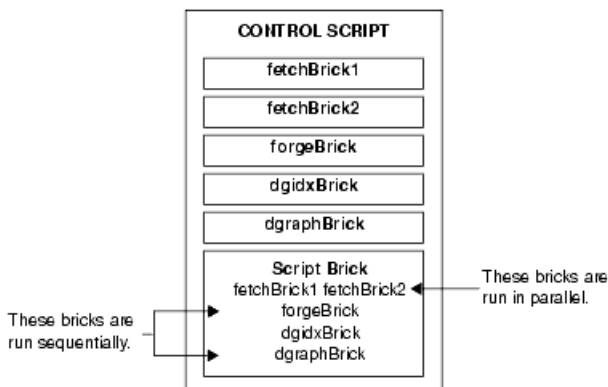 CONTROL SCRIPT
fetchBrick1
fetchBrick2
forgeBrick
dgidxBrick
dgraphBrick
Script Brick
fetchBrick1 fetchBrick2
forgeBrick
dgidxBrick
dgraphBrick
These bricks are
run in parallel.
These bricks are
run sequentially.